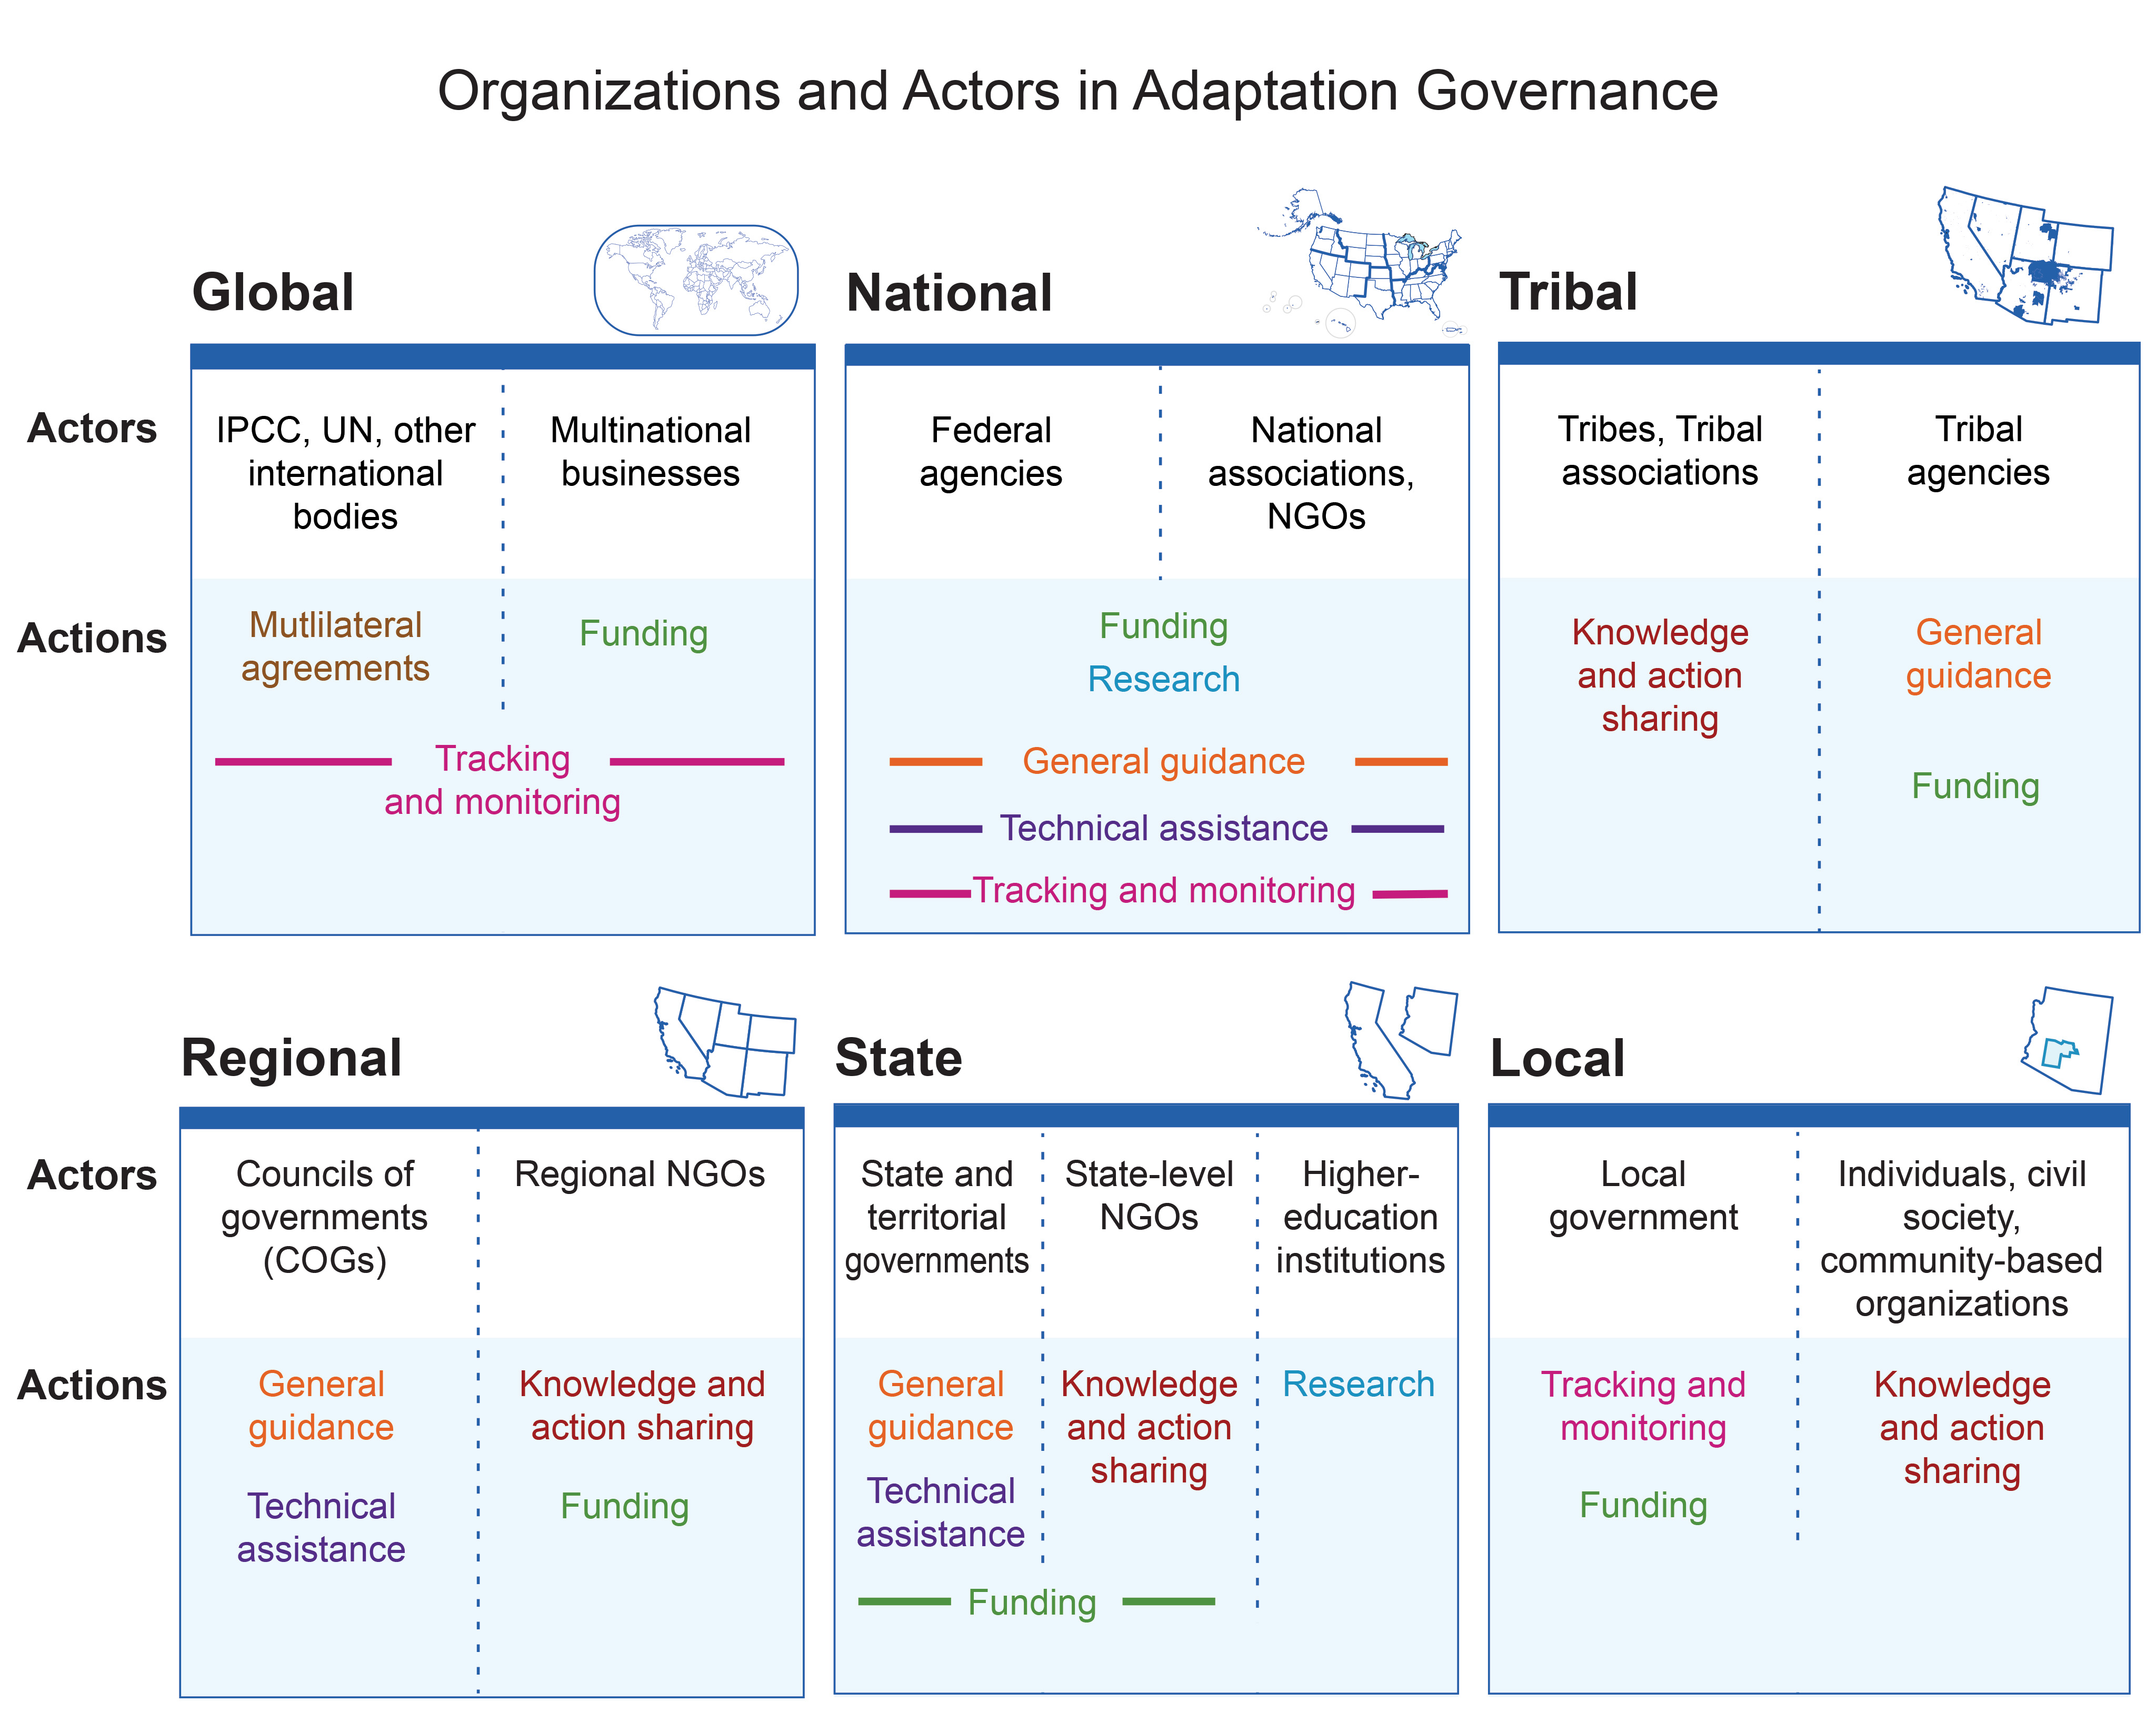 Organizations and Actors in Adaptation Governance
Global
National
Tribal
Actors
IPCC, UN, other
international
bodies
Multinational
businesses
Federal
agencies
National
associations,
NGOs
Tribes, Tribal
associations
Tribal
agencies
Actions
Mutlilateral
agreements
Funding
Tracking
and monitoring
Funding
Research
General guidance
Technical assistance
Tracking and monitoring
Knowledge
and action
sharing
General
guidance
Funding
Regional
State
Local
Actors
Councils of
governments
(COGs)
Regional NGOs
State and
territorial
governments
State-level
NGOs
Higher-
education
institutions
Local
government
Individuals, civil
society,
community-based
organizations
Actions
General
guidance
Technical
assistance
Knowledge and
action sharing
Funding
General
guidance
Technical
assistance
Knowledge
and action
sharing
Research
Funding
Tracking and
monitoring
Funding
Knowledge
and action
sharing